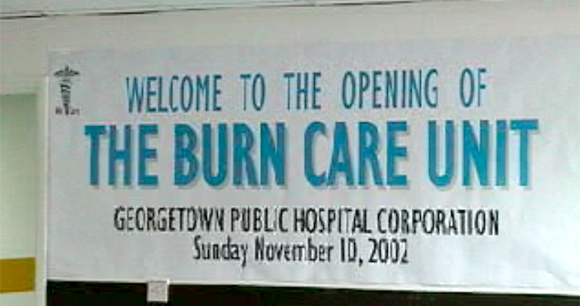 WELCOME TO THE OPENING OF
THE BURN CARE UNIT
GEORGETOWN PUBLIC HOSPITAL CORPORATION
Sunday November 10, 2002